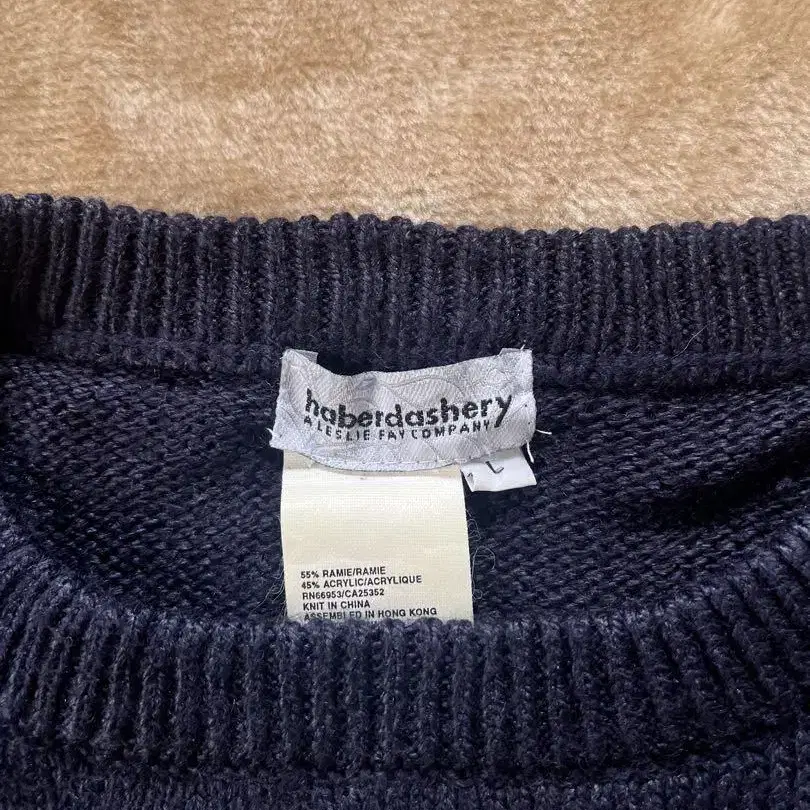 haberdashery
A LESLIE FAY COMPANY
L
55% RAMIE/RAMIE
45% ACRYLIC/ACRYLIQUE
RN66953/CA25352
KNIT IN CHINA
ASSEMBLED IN HONG KONG